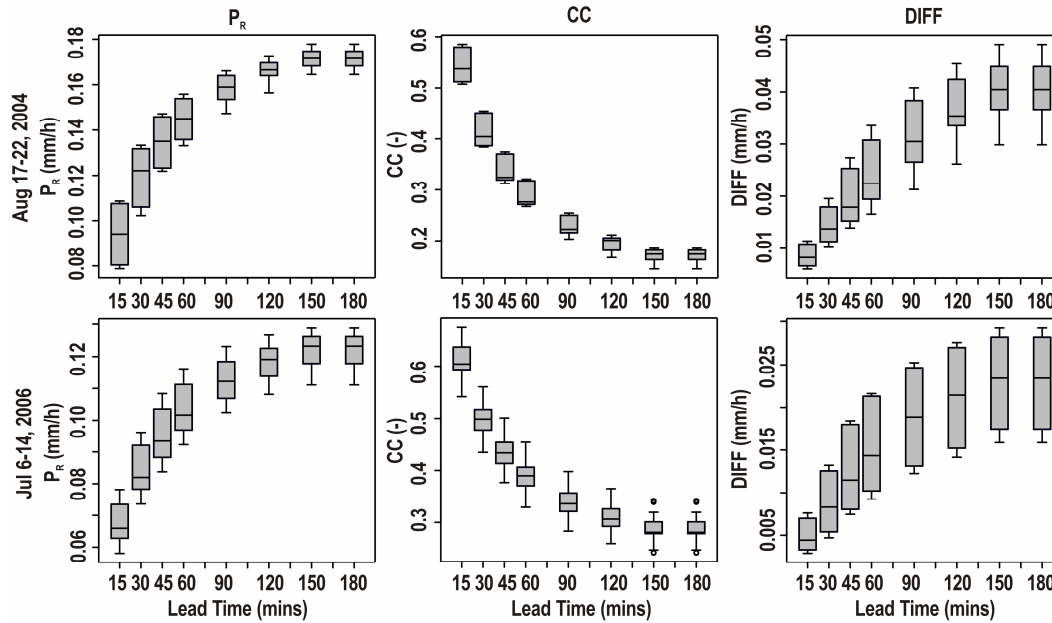 P_R CC DIFF
Aug 17-22, 2004
P_R (mm/h)
0.08 0.10 0.12 0.14 0.16 0.18
15 30 45 60 90 120 150 180
CC (-)
0.2 0.3 0.4 0.5 0.6
15 30 45 60 90 120 150 180
DIFF (mm/h)
0.01 0.02 0.03 0.04 0.05
15 30 45 60 90 120 150 180
Jul 6-14, 2006
P_R (mm/h)
0.06 0.08 0.10 0.12
15 30 45 60 90 120 150 180
Lead Time (mins)
CC (-)
0.3 0.4 0.5 0.6
15 30 45 60 90 120 150 180
Lead Time (mins)
DIFF (mm/h)
0.005 0.015 0.025
15 30 45 60 90 120 150 180
Lead Time (mins)